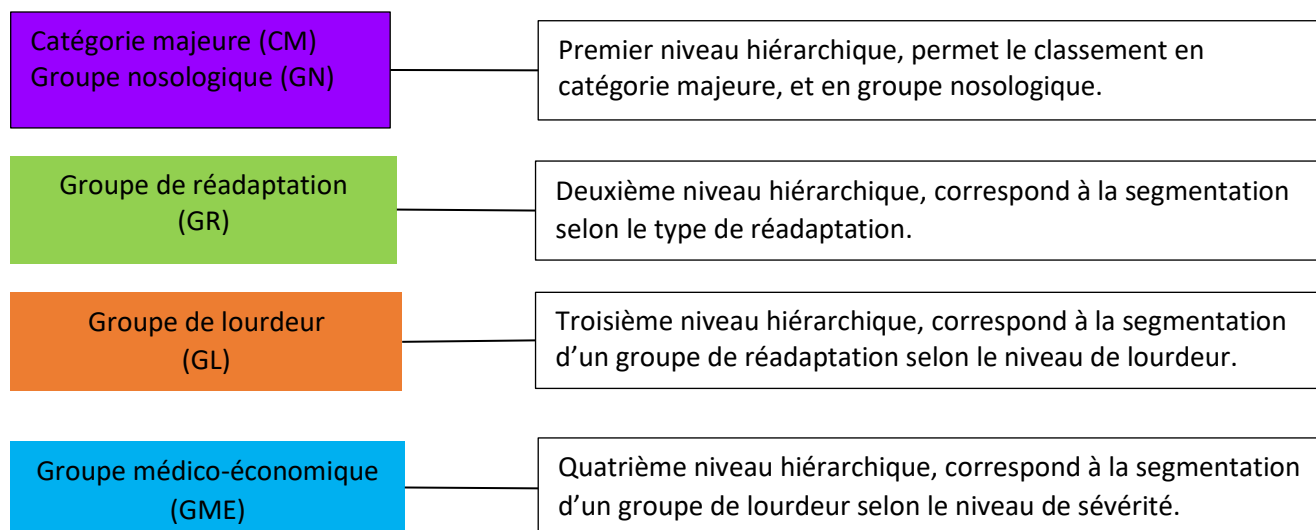 Catégorie majeure (CM)
Groupe nosologique (GN)
Premier niveau hiérarchique, permet le classement en
catégorie majeure, et en groupe nosologique.
Groupe de réadaptation
(GR)
Deuxième niveau hiérarchique, correspond à la segmentation
selon le type de réadaptation.
Groupe de lourdeur
(GL)
Troisième niveau hiérarchique, correspond à la segmentation
d’un groupe de réadaptation selon le niveau de lourdeur.
Groupe médico-économique
(GME)
Quatrième niveau hiérarchique, correspond à la segmentation
d’un groupe de lourdeur selon le niveau de sévérité.